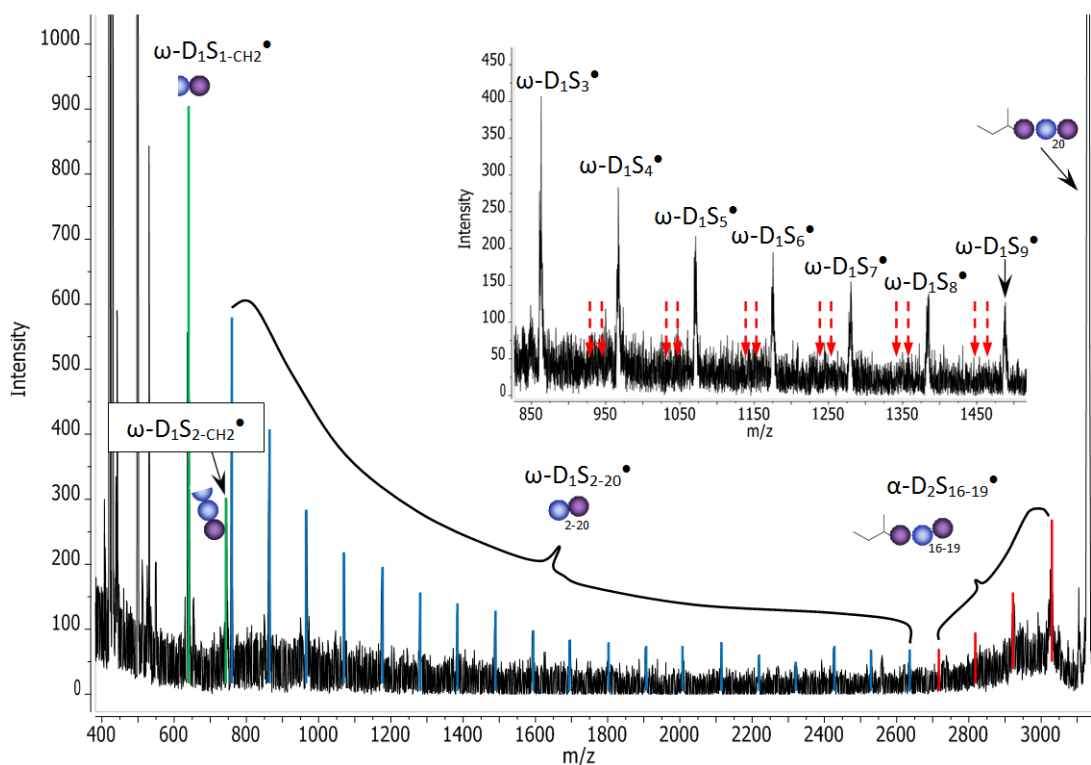 1000
900
800
700
600
500
400
300
200
100
0
Intensity
400 600 800 1000 1200 1400 1600 1800 2000 2200 2400 2600 2800 3000
m/z
ω-D₁S₁₋CH2•
ω-D₁S₂₋CH2•
ω-D₁S₂₋₂₀•
2-20
α-D₂S₁₆₋₁₉•
16-19
20
450
400
350
300
250
200
150
100
50
0
Intensity
850 950 1050 1150 1250 1350 1450
m/z
ω-D₁S₃•
ω-D₁S₄•
ω-D₁S₅•
ω-D₁S₆•
ω-D₁S₇•
ω-D₁S₈•
ω-D₁S₉•